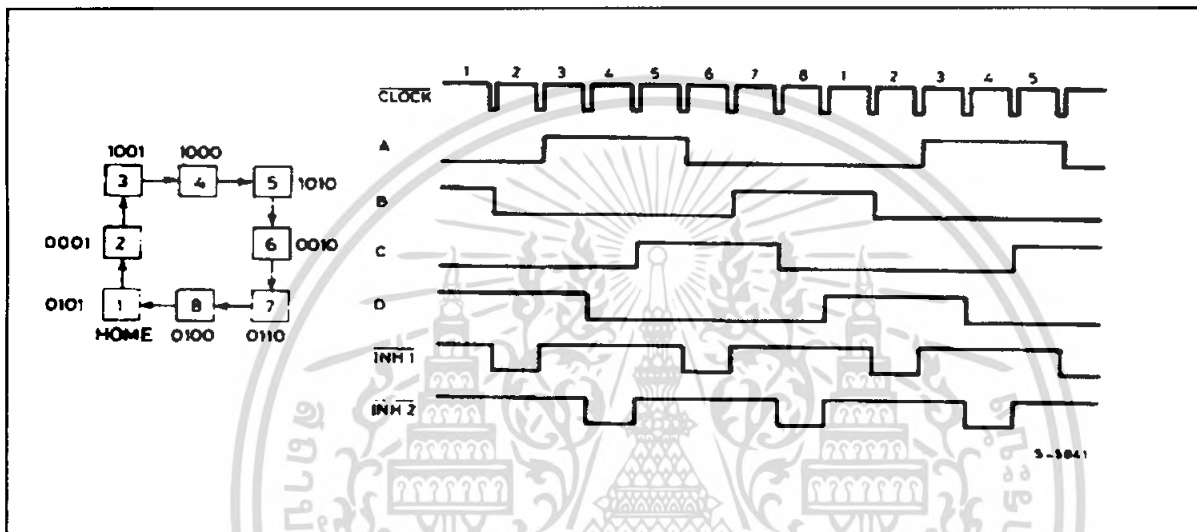 1001 1000
3 4 5 1010
0001 2 6 0010
0101 1 8 7
HOME 0100 0110
1 2 3 4 5 6 7 8 1 2 3 4 5
CLOCK
A
B
C
D
INH 1
INH 2
S-5841